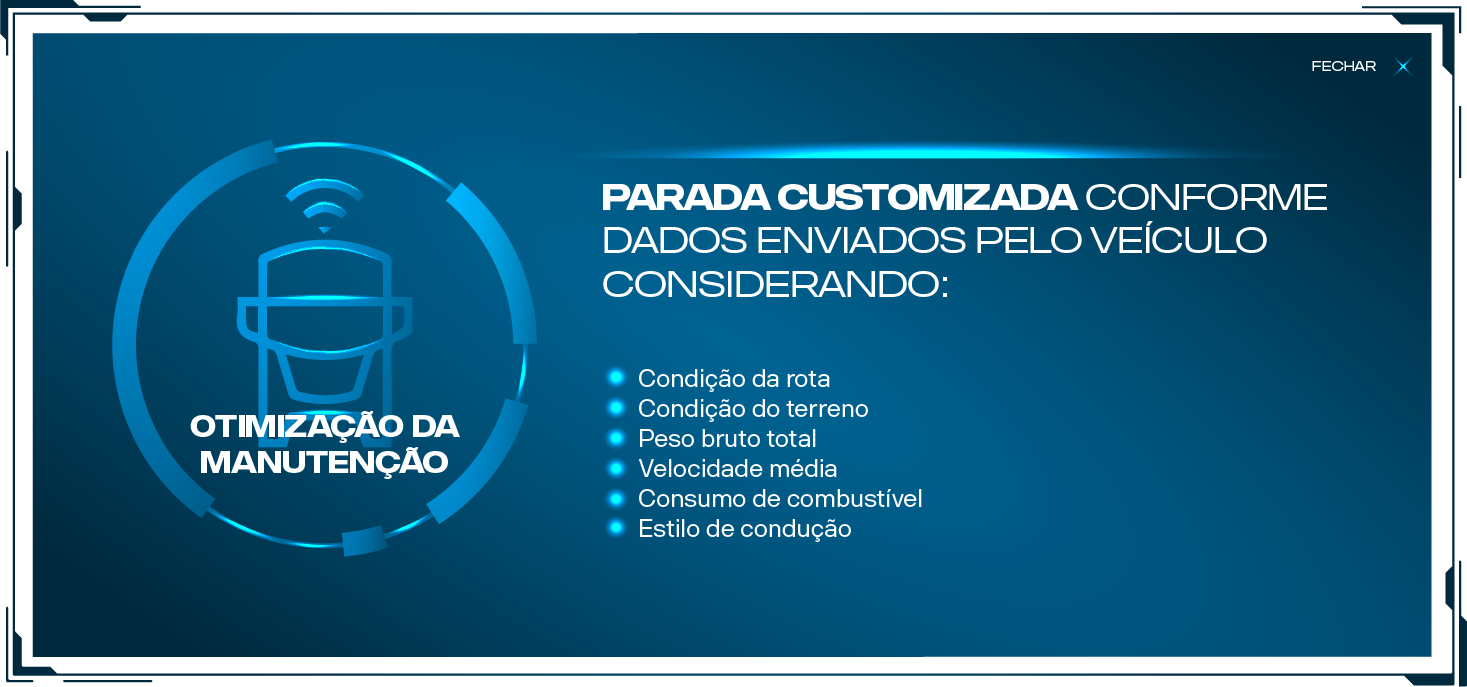 FECHAR
OTIMIZAÇÃO DA
MANUTENÇÃO
PARADA CUSTOMIZADA CONFORME
DADOS ENVIADOS PELO VEÍCULO
CONSIDERANDO:
Condição da rota
Condição do terreno
Peso bruto total
Velocidade média
Consumo de combustível
Estilo de condução